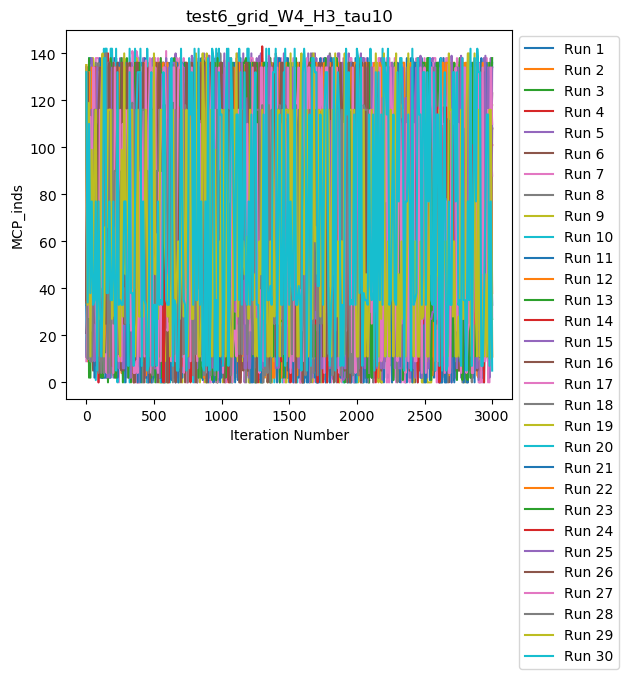 test6_grid_W4_H3_tau10
MCP_inds
140
120
100
80
60
40
20
0
0 500 1000 1500 2000 2500 3000
Iteration Number
Run 1
Run 2
Run 3
Run 4
Run 5
Run 6
Run 7
Run 8
Run 9
Run 10
Run 11
Run 12
Run 13
Run 14
Run 15
Run 16
Run 17
Run 18
Run 19
Run 20
Run 21
Run 22
Run 23
Run 24
Run 25
Run 26
Run 27
Run 28
Run 29
Run 30